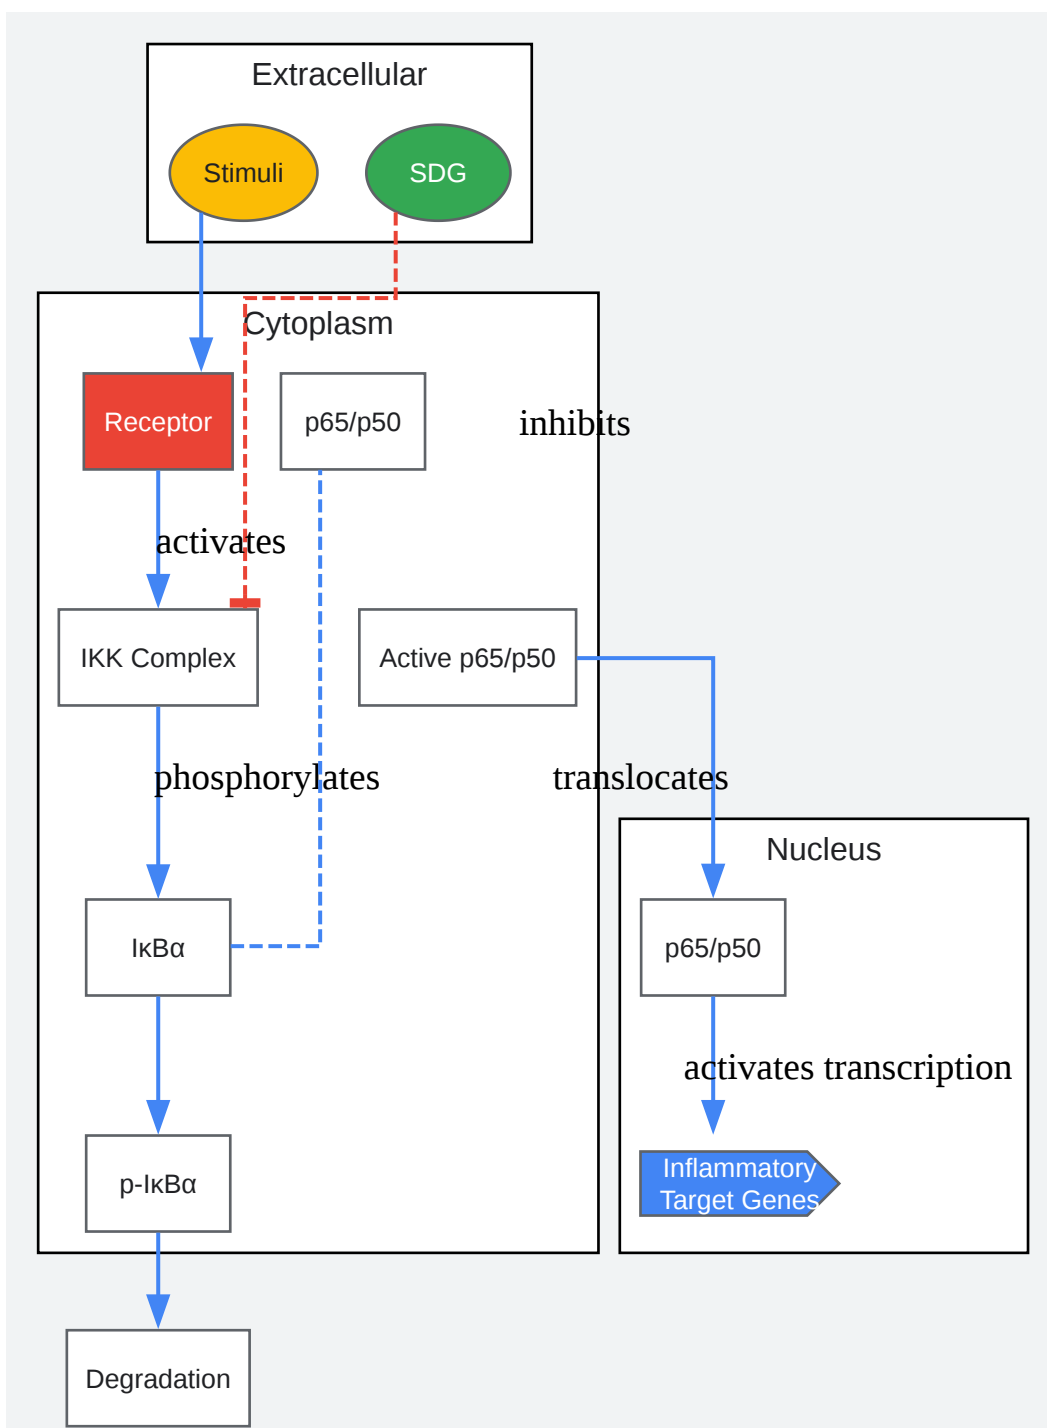 Extracellular
Stimuli
SDG
Cytoplasm
Receptor
p65/p50
inhibits
activates
IKK Complex
Active p65/p50
phosphorylates
translocates
Nucleus
IκBα
p65/p50
activates transcription
p-IκBα
Inflammatory
Target Genes
Degradation